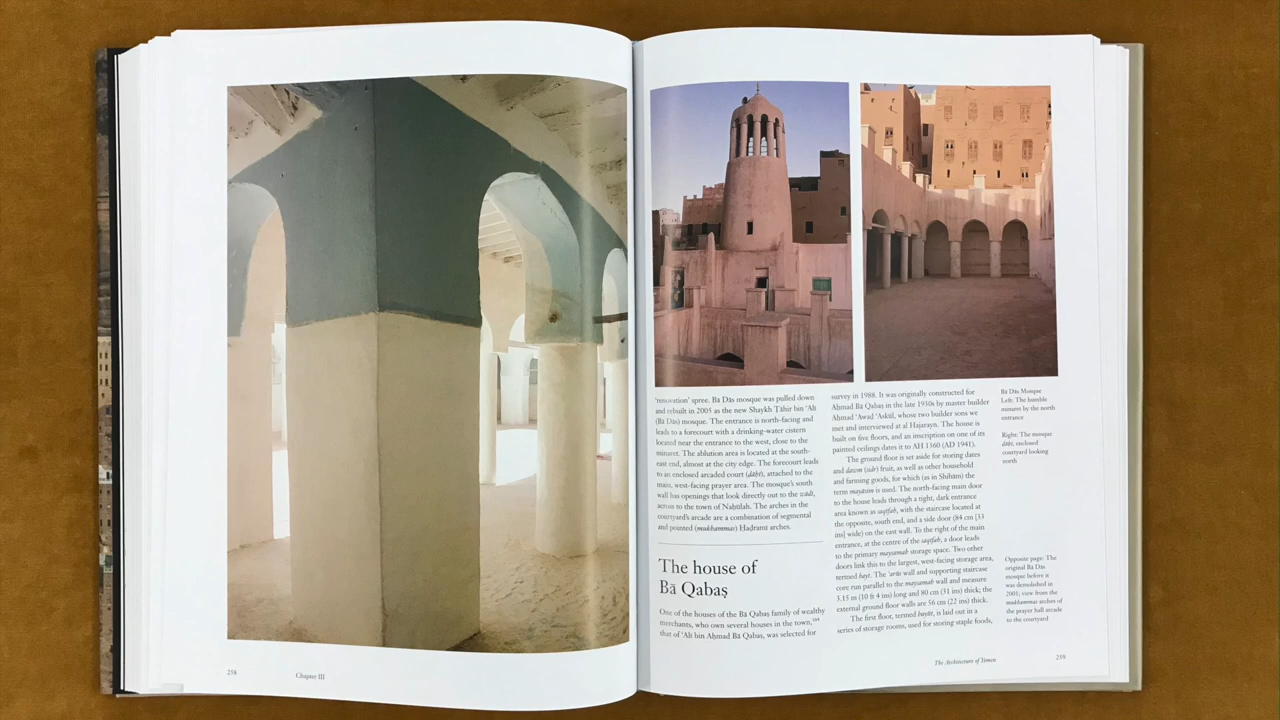 258
Chapter III
'renovation' spree. Bā Dās mosque was pulled down
and rebuilt in 2005 as the new Shaykh Ṭāhir bin 'Alī
(Bā Dās) mosque. The entrance is north-facing and
leads to a forecourt with a drinking-water cistern
located near the entrance to the west, close to the
minaret. The ablution area is located at the south-
east end, almost at the city edge. The forecourt leads
to an enclosed arcaded court (ḍāḥī), attached to the
main, west-facing prayer area. The mosque's south
wall has openings that look directly out to the wādī,
across to the town of Naḥūlah. The arches in the
courtyard's arcade are a combination of segmental
and pointed (mukhammas) Ḥaḍramī arches.
The house of
Bā Qabaṣ
One of the houses of the Bā Qabaṣ family of wealthy
merchants, who own several houses in the town,
that of 'Alī bin Aḥmad Bā Qabaṣ, was selected for
survey in 1988. It was originally constructed for
Aḥmad Bā Qabaṣ in the late 1930s by master builder
Aḥmad 'Awaḍ 'Askūl, whose two builder sons we
met and interviewed at al Hajarayn. The house is
built on five floors, and an inscription on one of its
painted ceilings dates it to AH 1360 (AD 1941).
The ground floor is set aside for storing dates
and dawm (sidr) fruit, as well as other household
and farming goods, for which (as in Shibām) the
term mayāsim is used. The north-facing main door
to the house leads through a tight, dark entrance
area known as saqīfah, with the staircase located at
the opposite, south end, and a side door (84 cm [33
ins] wide) on the east wall. To the right of the main
entrance, at the centre of the saqīfah, a door leads
to the primary maysamah storage space. Two other
doors link this to the largest, west-facing storage area,
termed bayt. The 'arūs wall and supporting staircase
core run parallel to the maysamah wall and measure
3.15 m (10 ft 4 ins) long and 80 cm (31 ins) thick; the
external ground floor walls are 56 cm (22 ins) thick.
The first floor, termed buyūt, is laid out in a
series of storage rooms, used for storing staple foods,
Bā Dās Mosque
Left: The humble
minaret by the north
entrance
Right: The mosque
ḍāḥī, enclosed
courtyard looking
north
Opposite page: The
original Bā Dās
mosque before it
was demolished in
2001; view from the
mukhammas arches of
the prayer hall arcade
to the courtyard
The Architecture of Yemen
259